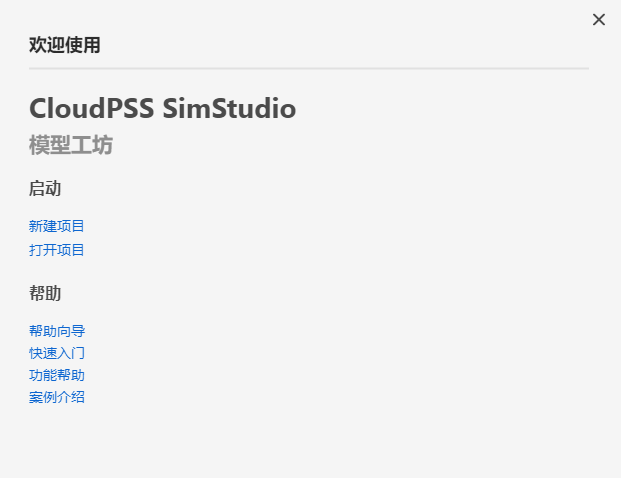 欢迎使用
CloudPSS SimStudio
模型工坊
启动
新建项目
打开项目
帮助
帮助向导
快速入门
功能帮助
案例介绍